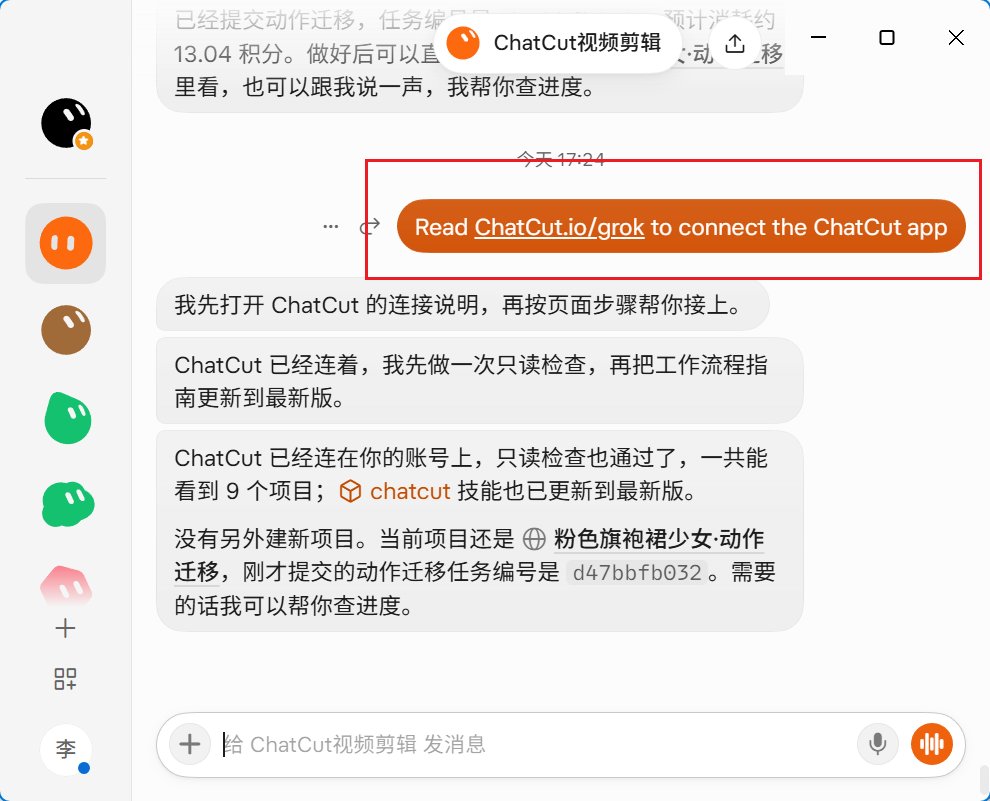 已经提交动作迁移，任务编号是
预计消耗约
ChatCut视频剪辑
13.04 积分。做好后可以直
女·动作迁移
里看，也可以跟我说一声，我帮你查进度。
今天 17:24
Read ChatCut.io/grok to connect the ChatCut app
我先打开 ChatCut 的连接说明，再按页面步骤帮你接上。
ChatCut 已经连着，我先做一次只读检查，再把工作流程指
南更新到最新版。
ChatCut 已经连在你的账号上，只读检查也通过了，一共能
看到 9 个项目；chatcut 技能也已更新到最新版。
没有另外建新项目。当前项目还是 粉色旗袍裙少女·动作
迁移，刚才提交的动作迁移任务编号是 d47bbfb032。需要
的话我可以帮你查进度。
李
给 ChatCut视频剪辑 发消息